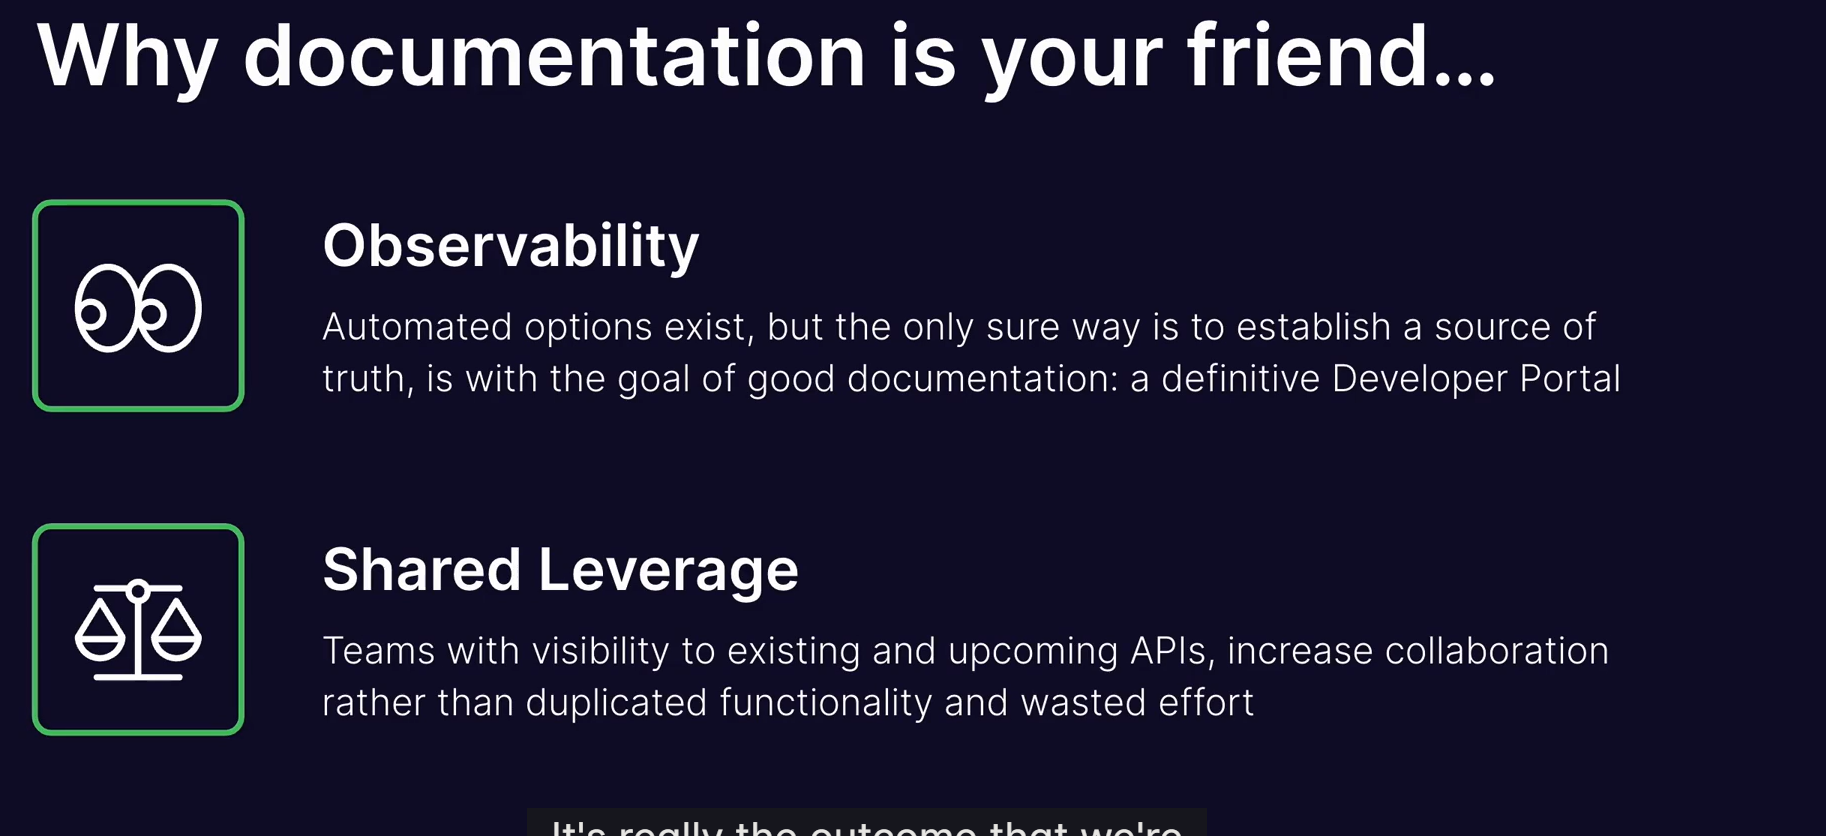 Why documentation is your friend...
Observability
Automated options exist, but the only sure way is to establish a source of
truth, is with the goal of good documentation: a definitive Developer Portal
Shared Leverage
Teams with visibility to existing and upcoming APIs, increase collaboration
rather than duplicated functionality and wasted effort
It's really the outcome that we're